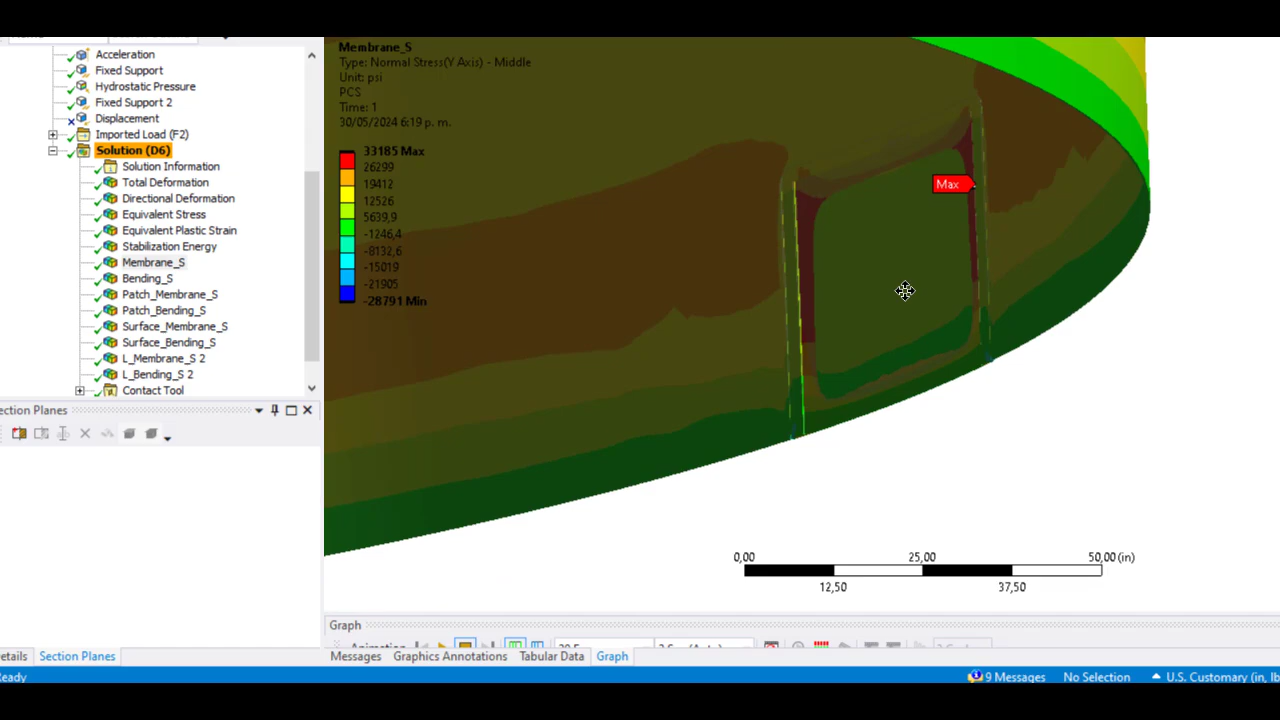 Acceleration
Fixed Support
Hydrostatic Pressure
Fixed Support 2
Displacement
Imported Load (F2)
Solution (D6)
Solution Information
Total Deformation
Directional Deformation
Equivalent Stress
Equivalent Plastic Strain
Stabilization Energy
Membrane_S
Bending_S
Patch_Membrane_S
Patch_Bending_S
Surface_Membrane_S
Surface_Bending_S
L_Membrane_S 2
L_Bending_S 2
Contact Tool
ection Planes
etails
Section Planes
eady
Membrane_S
Type: Normal Stress(Y Axis) - Middle
Unit: psi
PCS
Time: 1
30/05/2024 6:19 p. m.
33185 Max
26299
19412
12526
5639,9
-1246,4
-8132,6
-15019
-21905
-28791 Min
Max
0,00
25,00
50,00 (in)
12,50
37,50
Graph
Messages
Graphics Annotations
Tabular Data
Graph
9 Messages
No Selection
U.S. Customary (in, lb